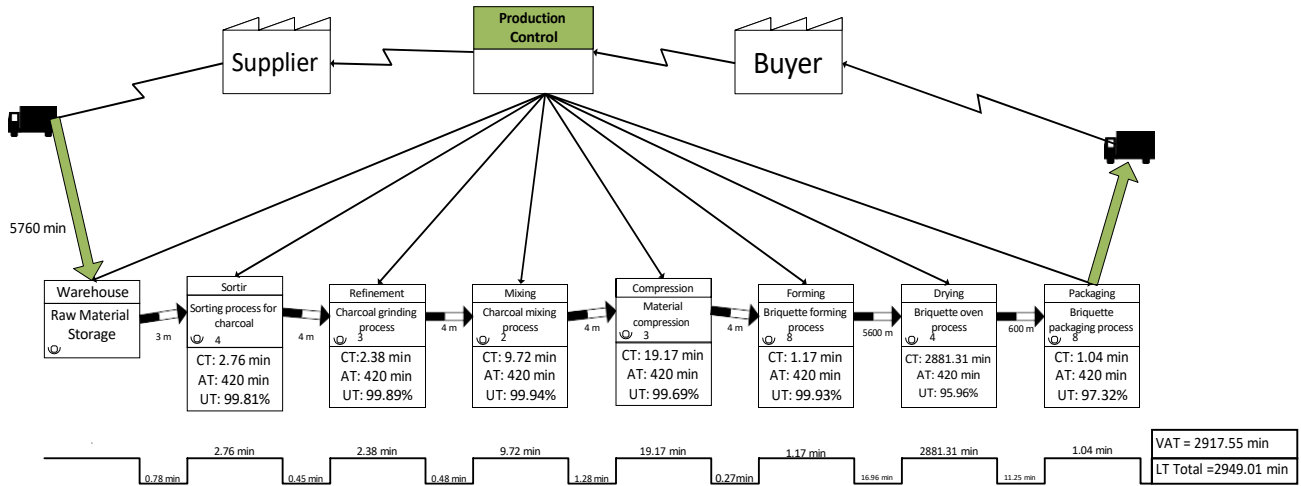 Production
Control
Supplier
Buyer
5760 min
Warehouse
Raw Material
Storage
3 m
Sortir
Sorting process for
charcoal
4
CT: 2.76 min
AT: 420 min
UT: 99.81%
4 m
Refinement
Charcoal grinding
process
3
CT:2.38 min
AT: 420 min
UT: 99.89%
4 m
Mixing
Charcoal mixing
process
2
CT: 9.72 min
AT: 420 min
UT: 99.94%
4 m
Compression
Material
compression
3
CT: 19.17 min
AT: 420 min
UT: 99.69%
4 m
Forming
Briquette forming
process
8
CT: 1.17 min
AT: 420 min
UT: 99.93%
5600 m
Drying
Briquette oven
process
4
CT: 2881.31 min
AT: 420 min
UT: 95.96%
600 m
Packaging
Briquette
packaging process
8
CT: 1.04 min
AT: 420 min
UT: 97.32%
2.76 min
2.38 min
9.72 min
19.17 min
1.17 min
2881.31 min
1.04 min
0.78 min
0.45 min
0.48 min
1.28 min
0.27min
16.96 min
11.25 min
VAT = 2917.55 min
LT Total =2949.01 min